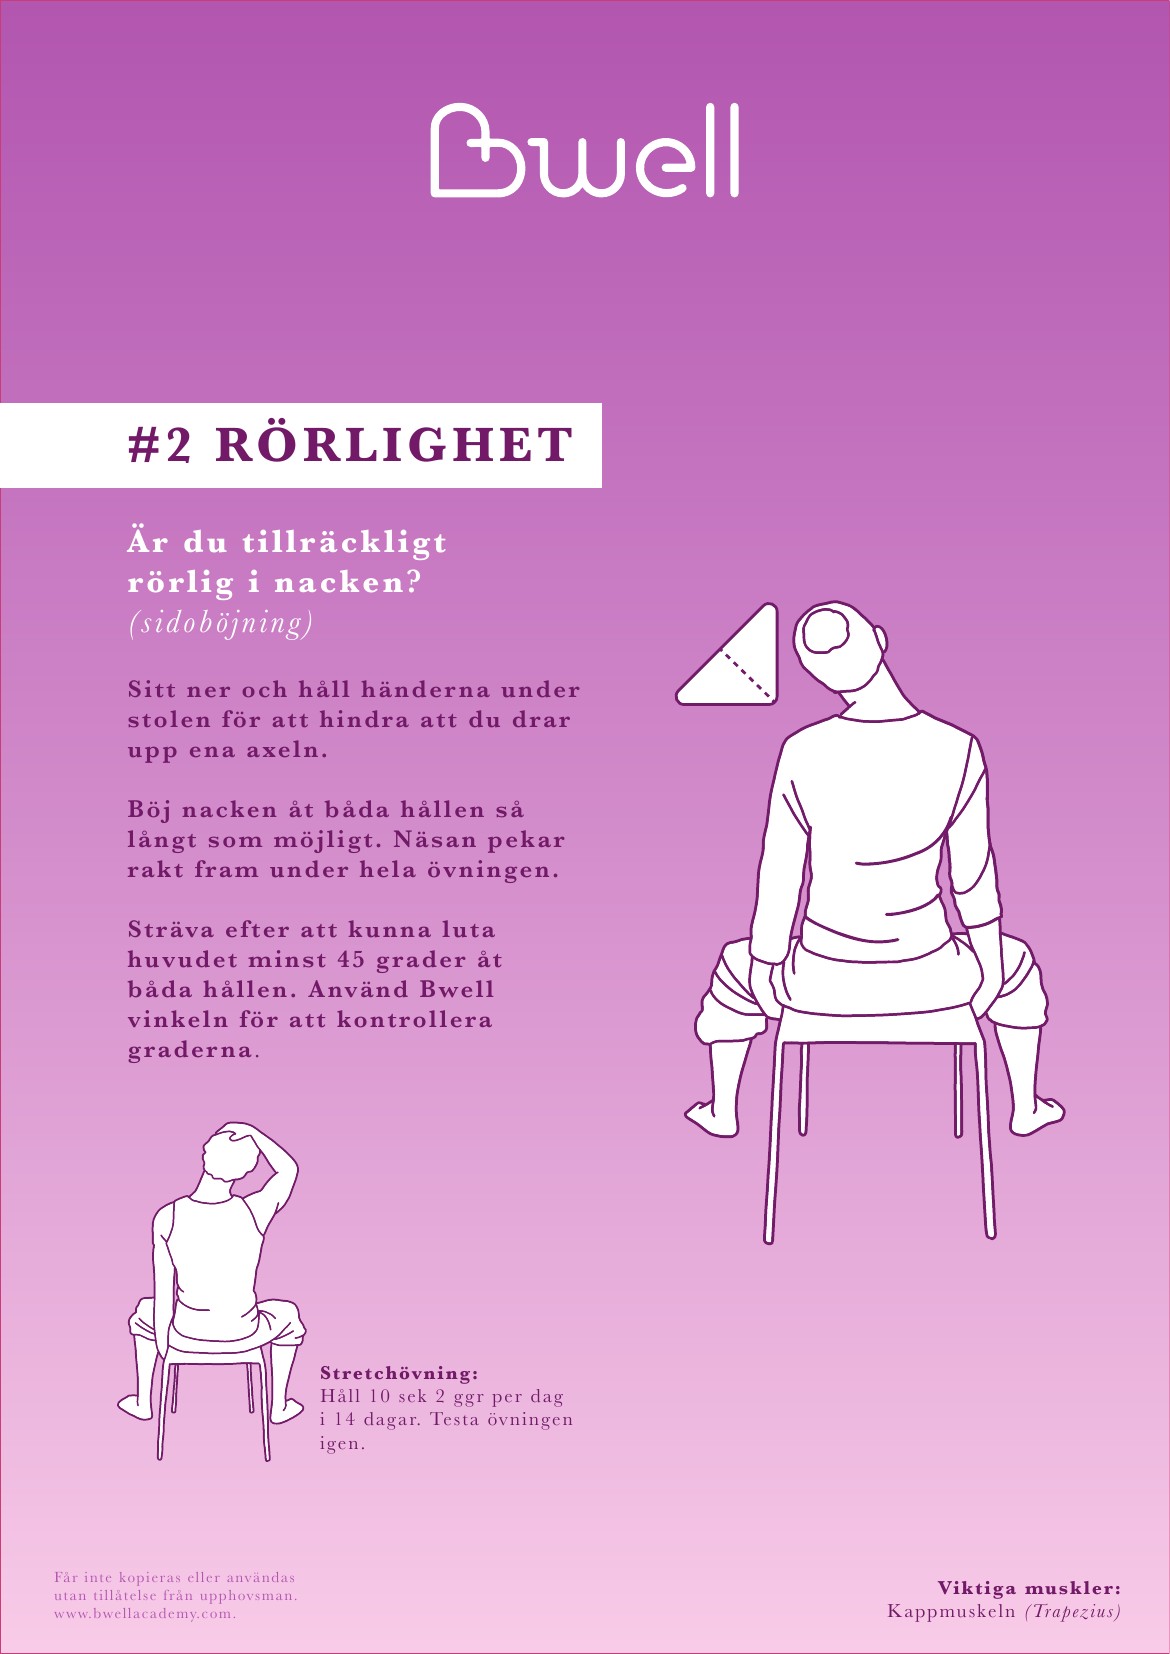 Bwell
#2 RÖRLIGHET
Är du tillräckligt
rörlig i nacken?
(sidoböjning)
Sitt ner och håll händerna under
stolen för att hindra att du drar
upp ena axeln.
Böj nacken åt båda hållen så
långt som möjligt. Näsan pekar
rakt fram under hela övningen.
Sträva efter att kunna luta
huvudet minst 45 grader åt
båda hållen. Använd Bwell
vinkeln för att kontrollera
graderna.
Stretchövning:
Håll 10 sek 2 ggr per dag
i 14 dagar. Testa övningen
igen.
Får inte kopieras eller användas
utan tillåtelse från upphovsman.
www.bwellacademy.com.
Viktiga muskler:
Kappmuskeln (Trapezius)